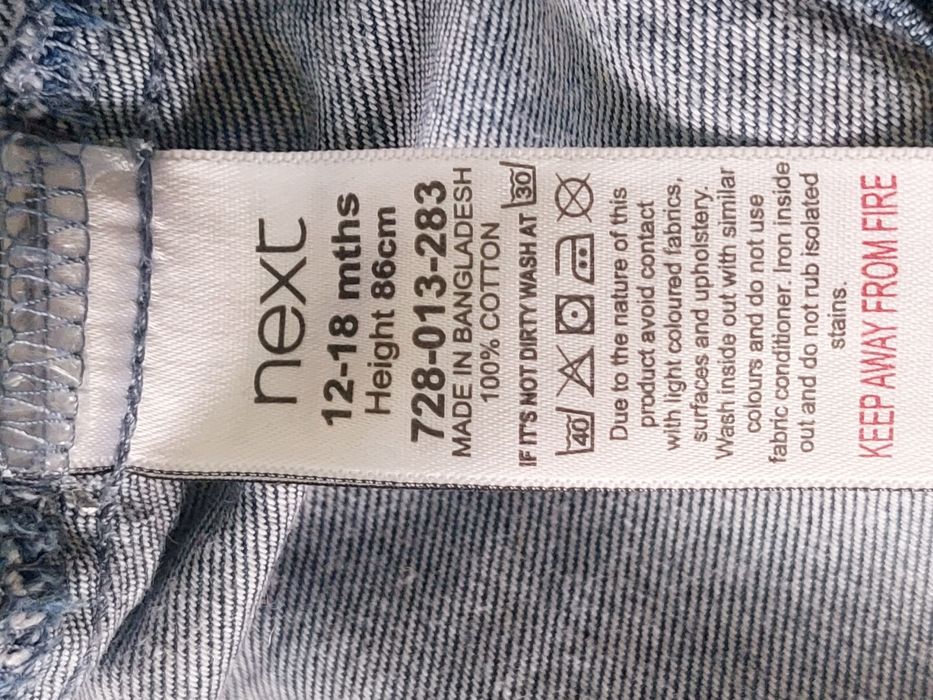 next
12-18 mths
Height 86cm
728-013-283
MADE IN BANGLADESH
100% COTTON
IF IT'S NOT DIRTY WASH AT 30
40
Due to the nature of this
product avoid contact
with light coloured fabrics,
surfaces and upholstery.
Wash inside out with similar
colours and do not use
fabric conditioner. Iron inside
out and do not rub isolated
stains.
KEEP AWAY FROM FIRE